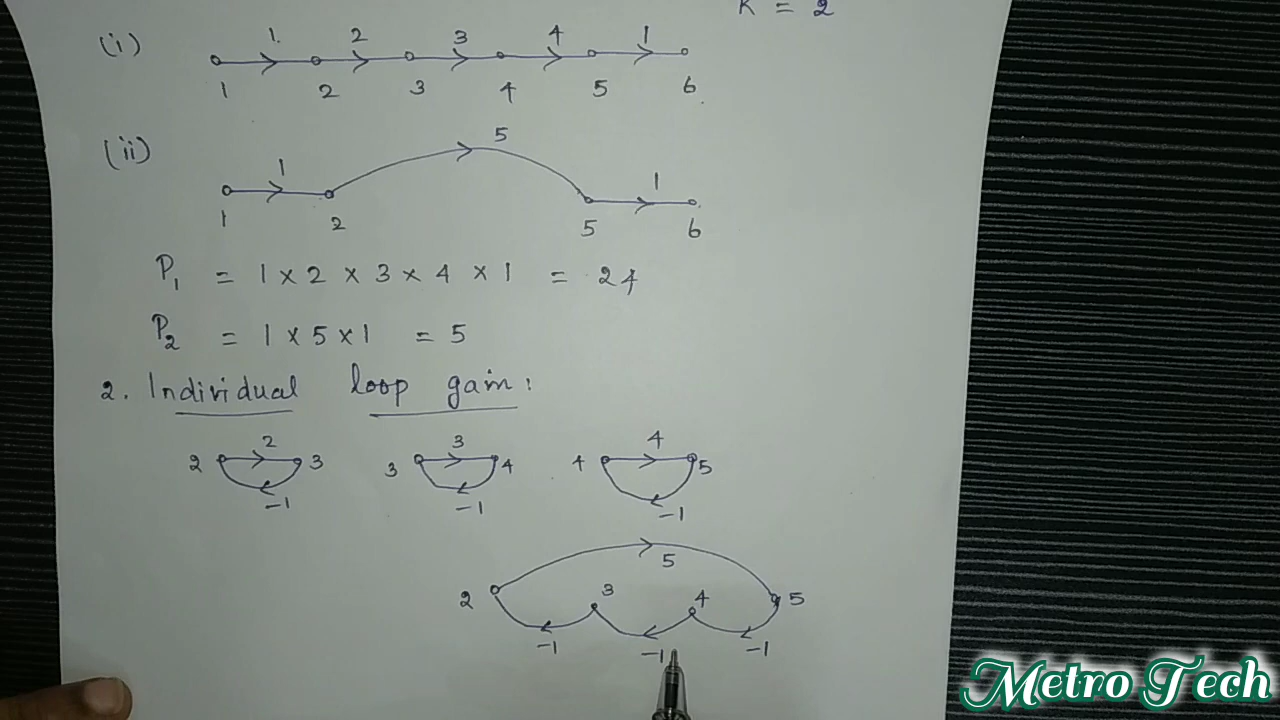 K = 2
(i) 1 2 3 4 1
1 2 3 4 5 6
(ii) 1 5 1
1 2 5 6
P1 = 1 × 2 × 3 × 4 × 1 = 24
P2 = 1 × 5 × 1 = 5
2. Individual loop gain:
2 2 3 3 3 4 4 4 5
-1 -1 -1
5
2 3 4 5
-1 -1 -1
Metro Tech